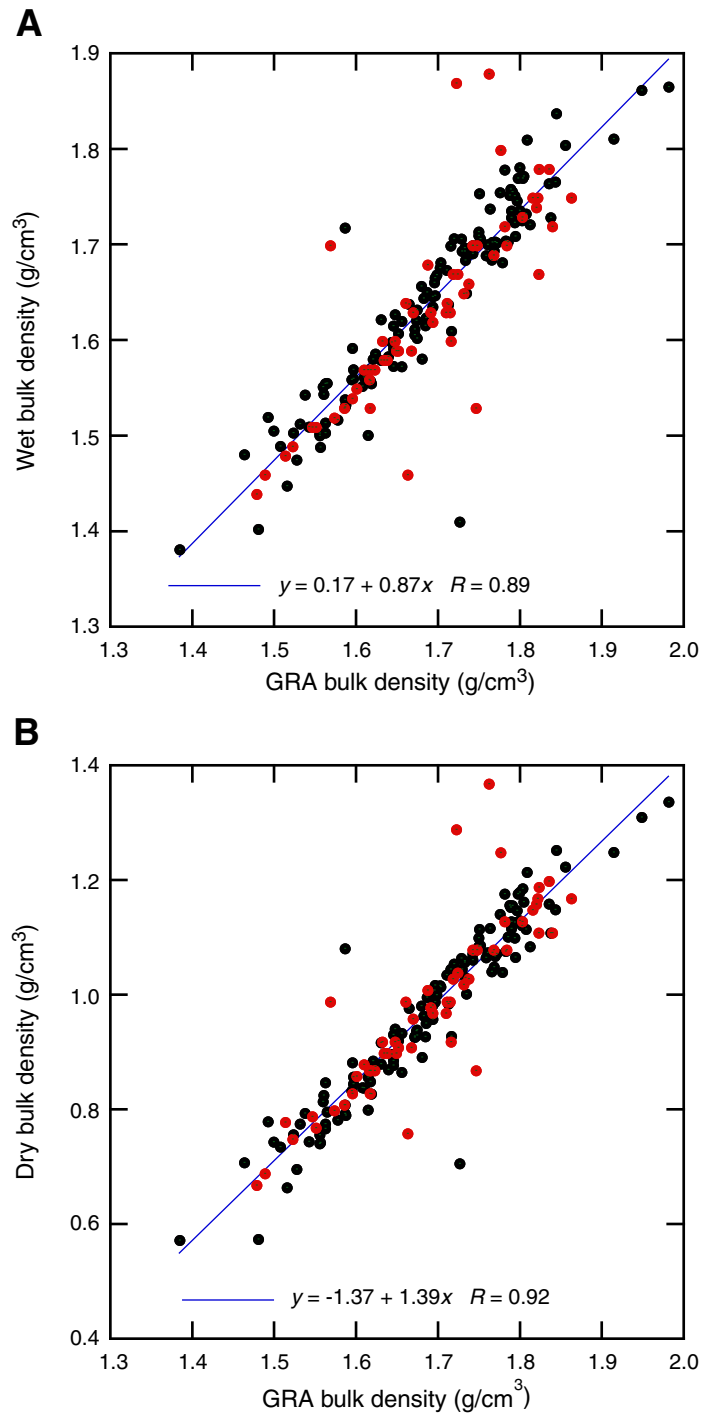 A
1.9
1.8
1.7
1.6
1.5
1.4
1.3
Wet bulk density (g/cm³)
y = 0.17 + 0.87x R = 0.89
1.3 1.4 1.5 1.6 1.7 1.8 1.9 2.0
GRA bulk density (g/cm³)
B
1.4
1.2
1.0
0.8
0.6
0.4
Dry bulk density (g/cm³)
y = -1.37 + 1.39x R = 0.92
1.3 1.4 1.5 1.6 1.7 1.8 1.9 2.0
GRA bulk density (g/cm³)